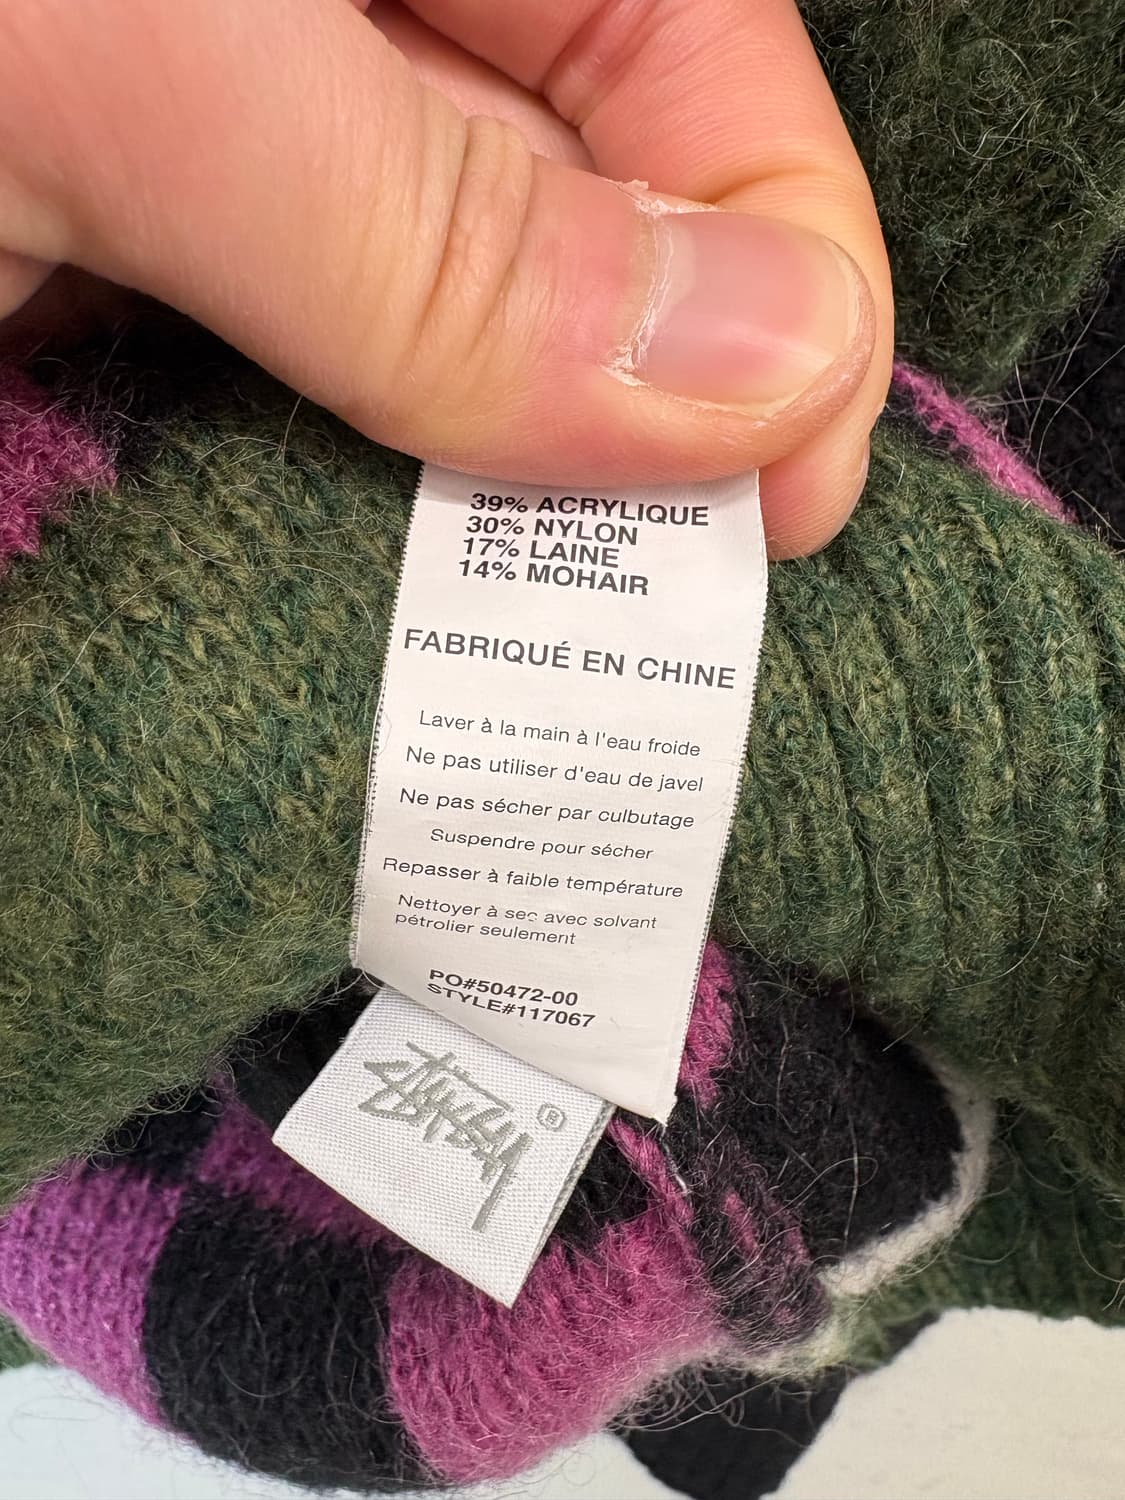 39% ACRYLIQUE
30% NYLON
17% LAINE
14% MOHAIR
FABRIQUÉ EN CHINE
Laver à la main à l'eau froide
Ne pas utiliser d'eau de javel
Ne pas sécher par culbutage
Suspendre pour sécher
Repasser à faible température
Nettoyer à sec avec solvant
pétrolier seulement
PO#50472-00
STYLE#117067
STÜSSY ®